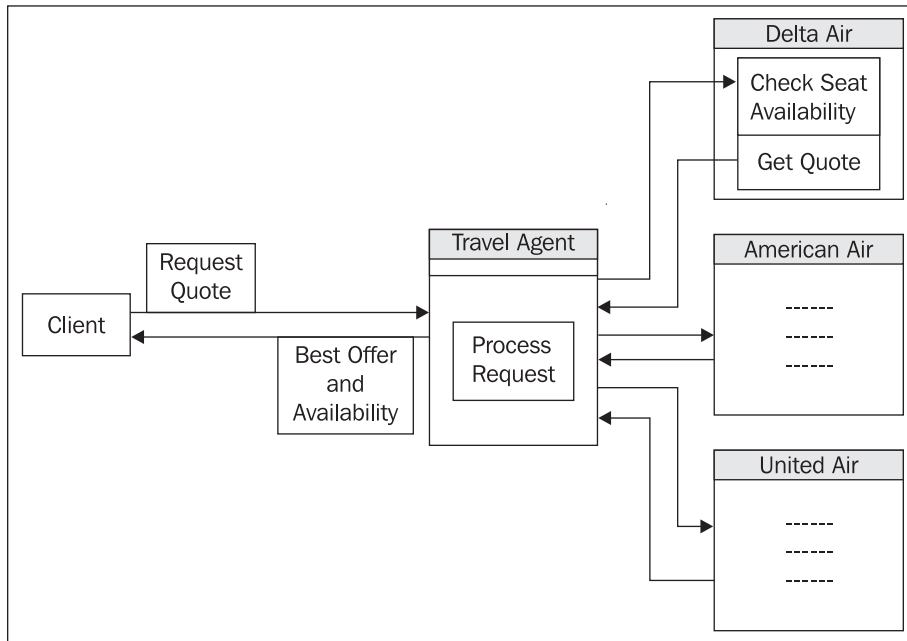 Delta Air
Check Seat
Availability
Get Quote
Travel Agent
American Air
Request
Quote
------
Client
------
Process
Request
Best Offer
and
Availability
------
United Air
------
------
------